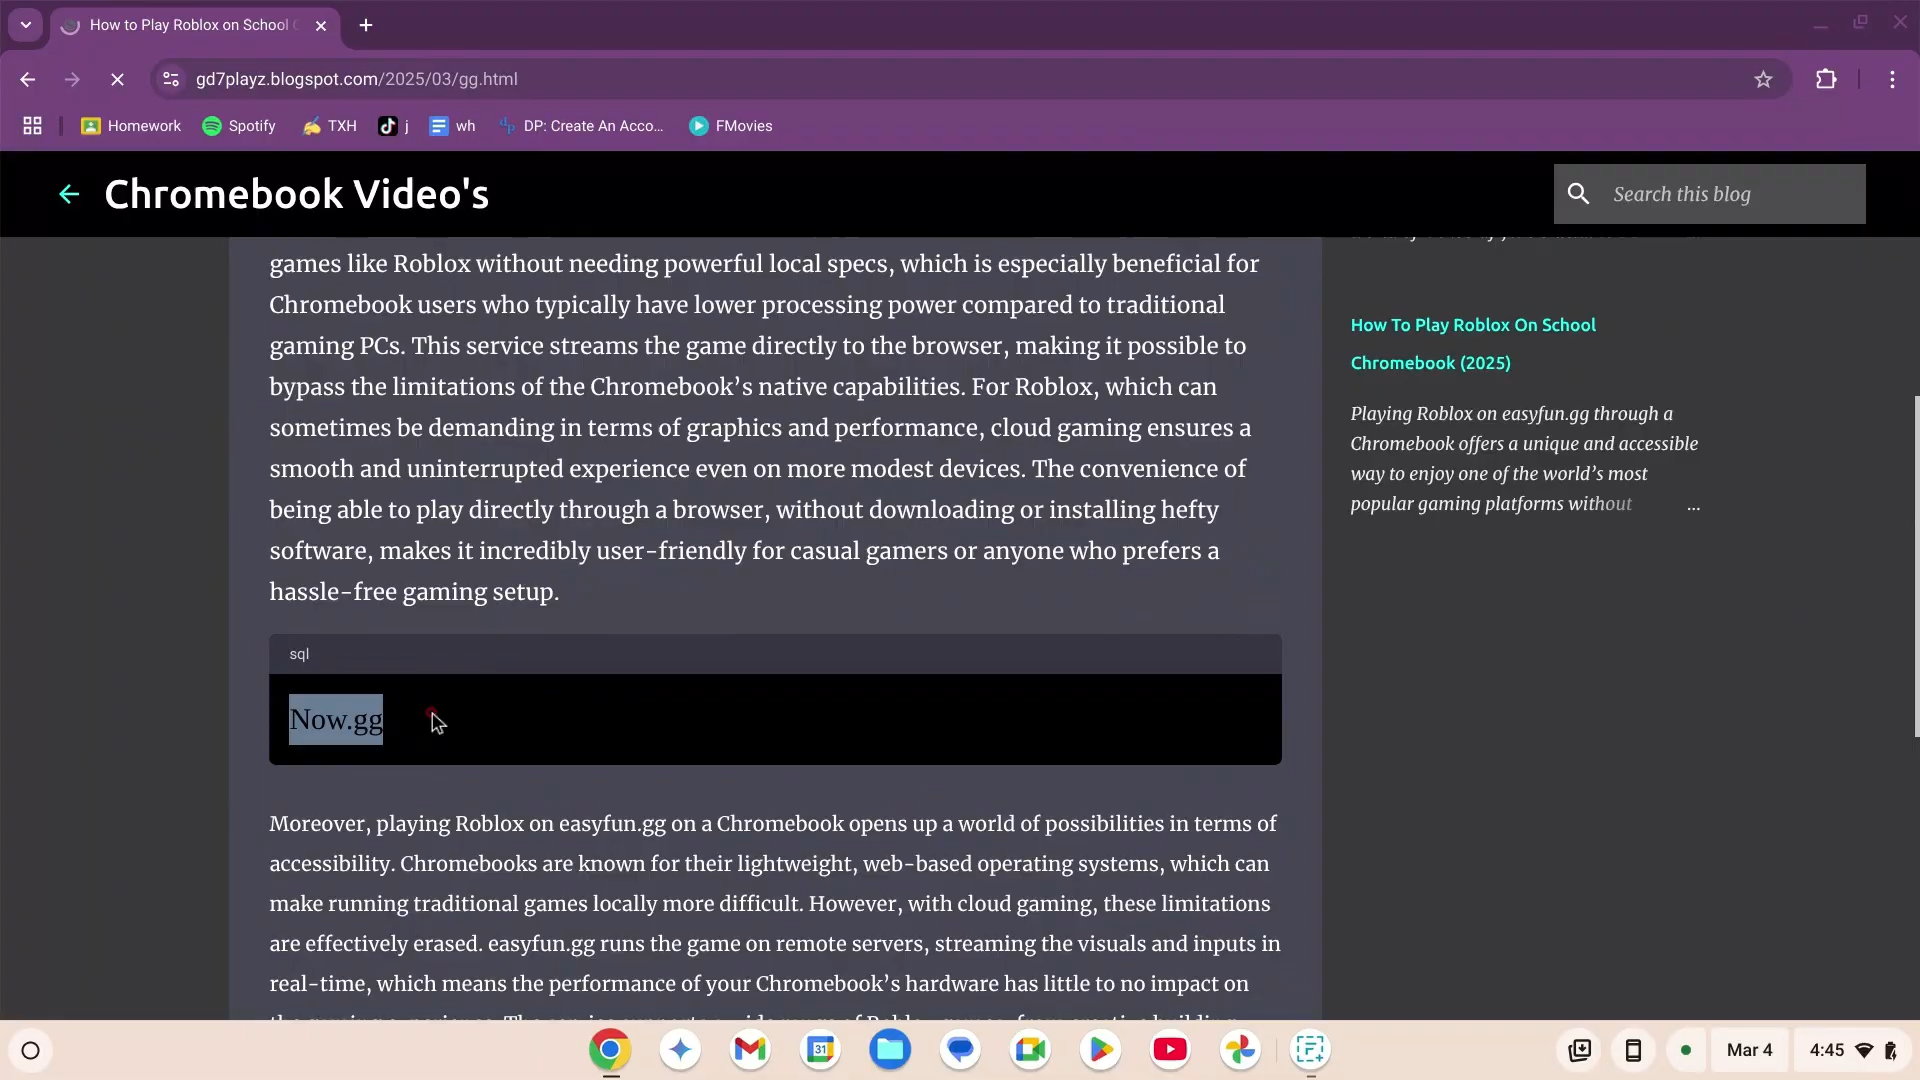 How to Play Roblox on School
gd7playz.blogspot.com/2025/03/gg.html
Homework
Spotify
TXH
j
wh
DP: Create An Acco...
FMovies
Chromebook Video's
Search this blog
games like Roblox without needing powerful local specs, which is especially beneficial for
Chromebook users who typically have lower processing power compared to traditional
gaming PCs. This service streams the game directly to the browser, making it possible to
bypass the limitations of the Chromebook’s native capabilities. For Roblox, which can
sometimes be demanding in terms of graphics and performance, cloud gaming ensures a
smooth and uninterrupted experience even on more modest devices. The convenience of
being able to play directly through a browser, without downloading or installing hefty
software, makes it incredibly user-friendly for casual gamers or anyone who prefers a
hassle-free gaming setup.
sql
Now.gg
Moreover, playing Roblox on easyfun.gg on a Chromebook opens up a world of possibilities in terms of
accessibility. Chromebooks are known for their lightweight, web-based operating systems, which can
make running traditional games locally more difficult. However, with cloud gaming, these limitations
are effectively erased. easyfun.gg runs the game on remote servers, streaming the visuals and inputs in
real-time, which means the performance of your Chromebook’s hardware has little to no impact on
How To Play Roblox On School
Chromebook (2025)
Playing Roblox on easyfun.gg through a
Chromebook offers a unique and accessible
way to enjoy one of the world’s most
popular gaming platforms without ...
31
Mar 4
4:45